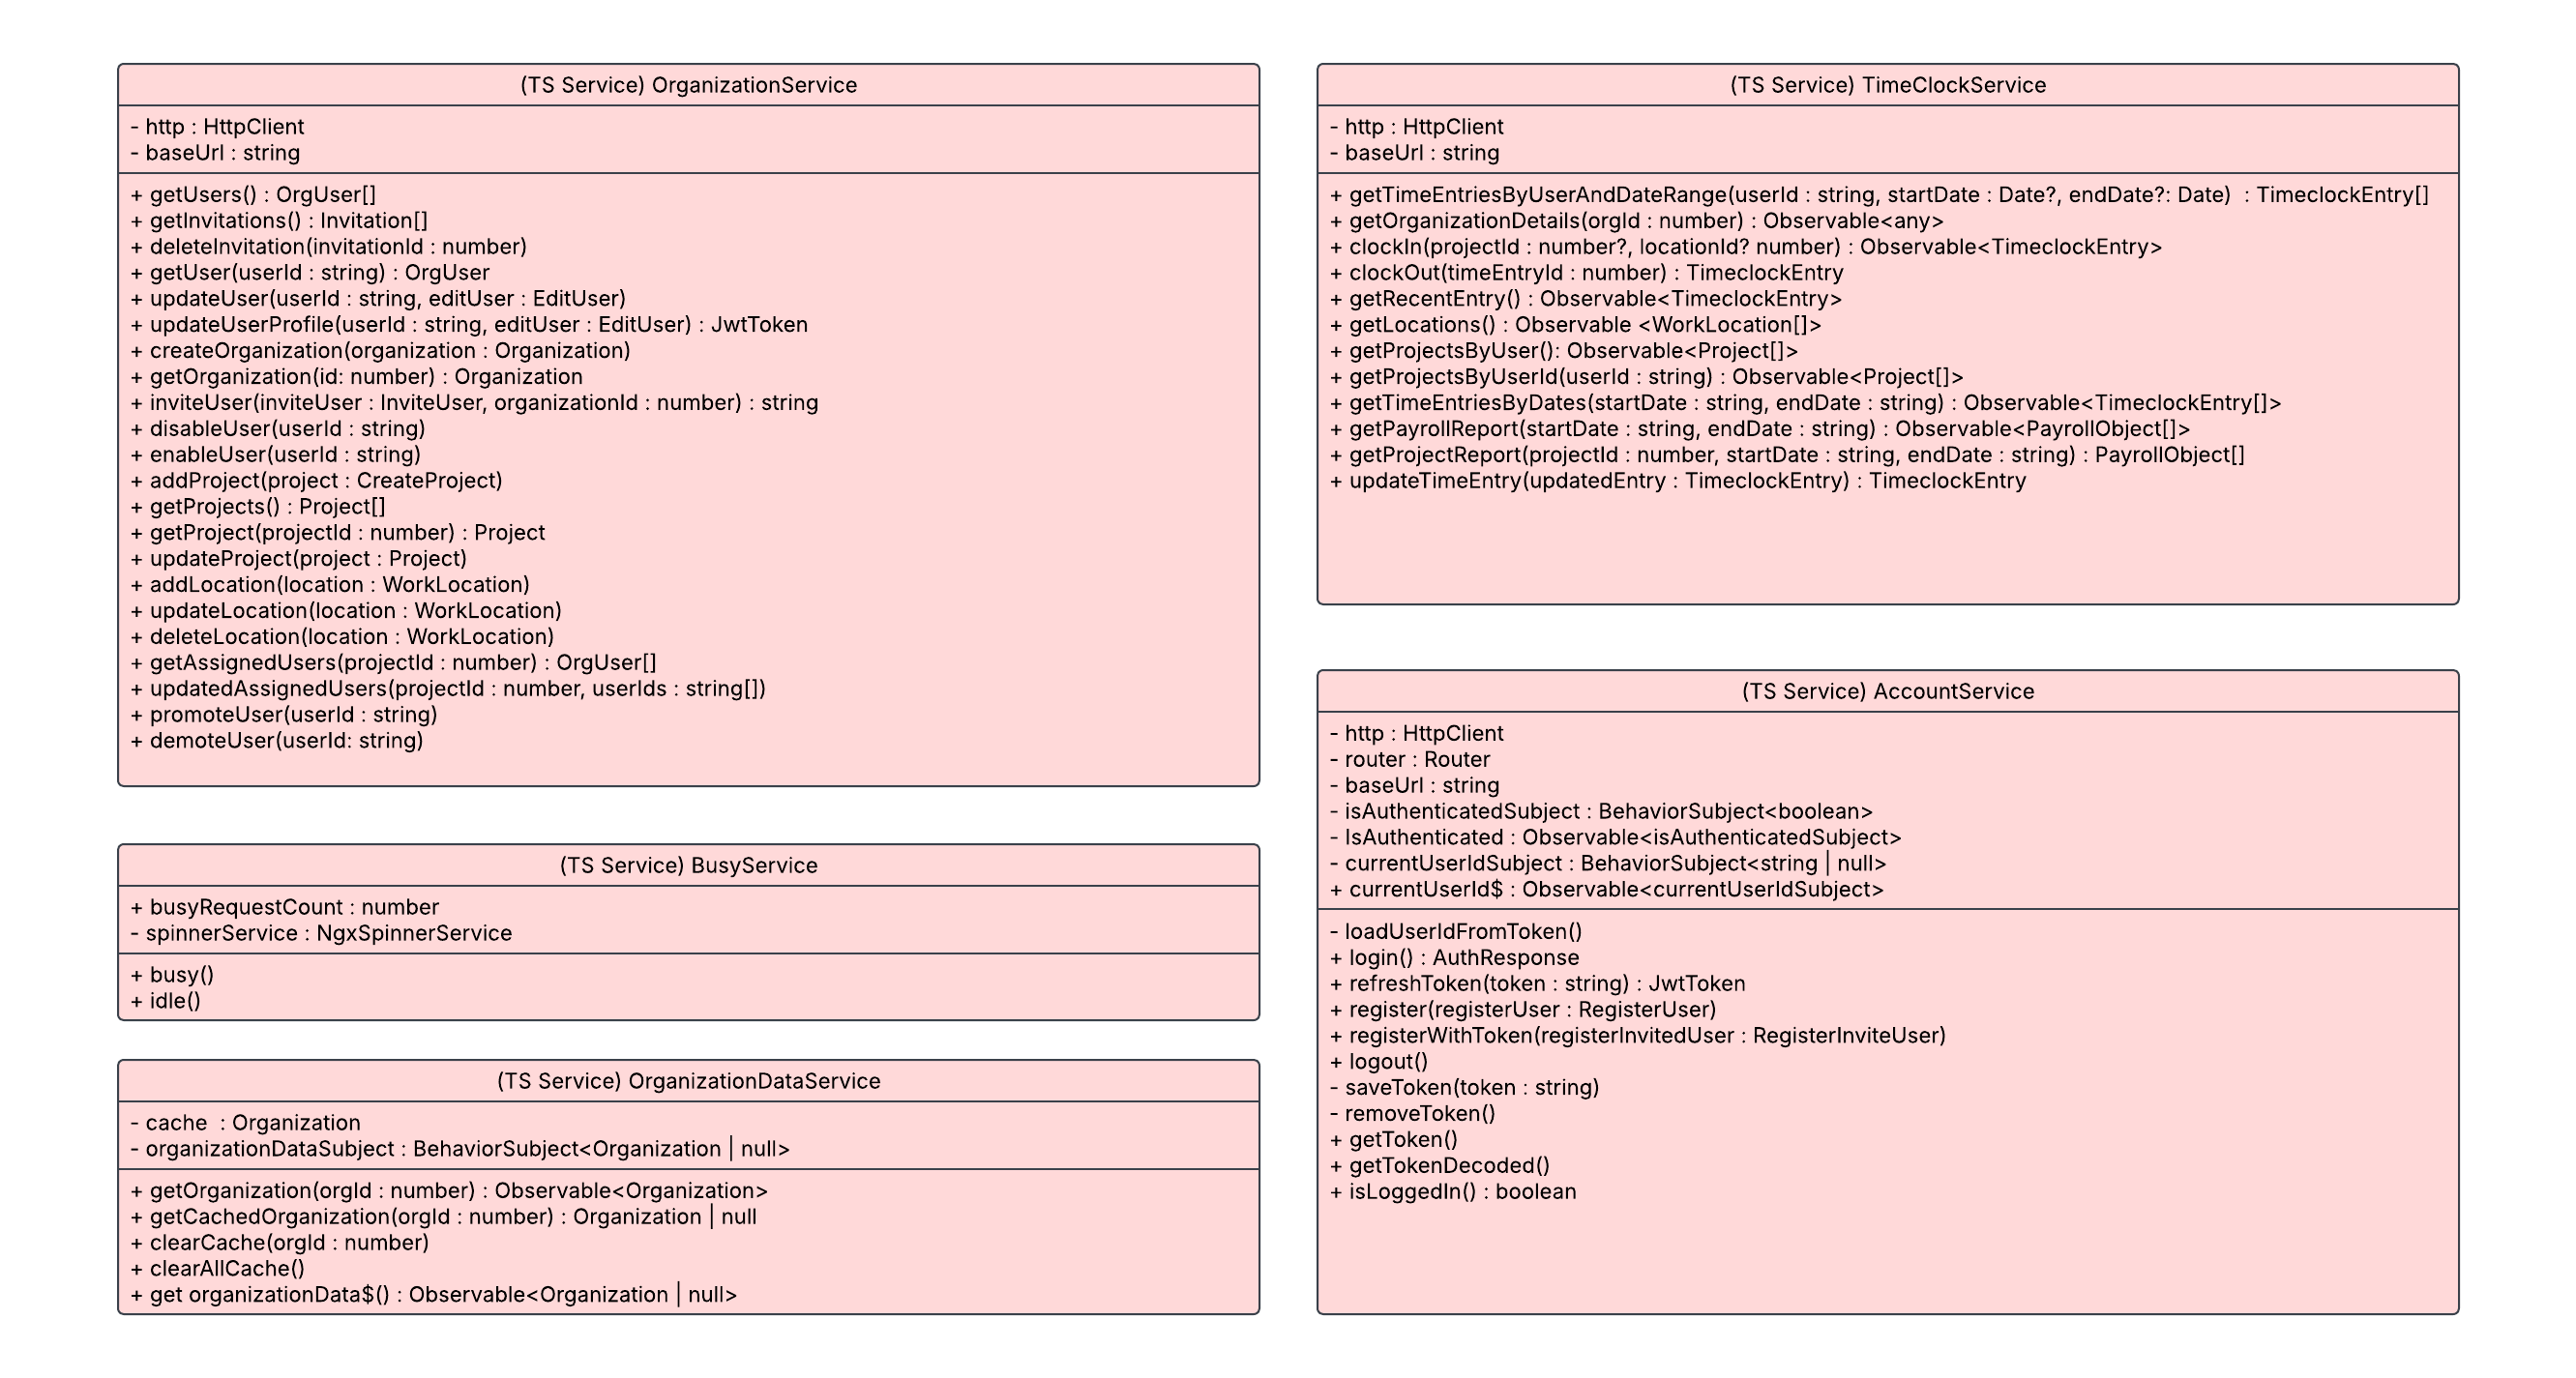 (TS Service) OrganizationService
- http : HttpClient
- baseUrl : string
+ getUsers() : OrgUser[]
+ getInvitations() : Invitation[]
+ deleteInvitation(invitationId : number)
+ getUser(userId : string) : OrgUser
+ updateUser(userId : string, editUser : EditUser)
+ updateUserProfile(userId : string, editUser : EditUser) : JwtToken
+ createOrganization(organization : Organization)
+ getOrganization(id: number) : Organization
+ inviteUser(inviteUser : InviteUser, organizationId : number) : string
+ disableUser(userId : string)
+ enableUser(userId : string)
+ addProject(project : CreateProject)
+ getProjects() : Project[]
+ getProject(projectId : number) : Project
+ updateProject(project : Project)
+ addLocation(location : WorkLocation)
+ updateLocation(location : WorkLocation)
+ deleteLocation(location : WorkLocation)
+ getAssignedUsers(projectId : number) : OrgUser[]
+ updatedAssignedUsers(projectId : number, userIds : string[])
+ promoteUser(userId : string)
+ demoteUser(userId: string)
(TS Service) BusyService
+ busyRequestCount : number
- spinnerService : NgxSpinnerService
+ busy()
+ idle()
(TS Service) OrganizationDataService
- cache  : Organization
- organizationDataSubject : BehaviorSubject<Organization | null>
+ getOrganization(orgId : number) : Observable<Organization>
+ getCachedOrganization(orgId : number) : Organization | null
+ clearCache(orgId : number)
+ clearAllCache()
+ get organizationData$() : Observable<Organization | null>
(TS Service) TimeClockService
- http : HttpClient
- baseUrl : string
+ getTimeEntriesByUserAndDateRange(userId : string, startDate : Date?, endDate?: Date)  : TimeclockEntry[]
+ getOrganizationDetails(orgId : number) : Observable<any>
+ clockIn(projectId : number?, locationId? number) : Observable<TimeclockEntry>
+ clockOut(timeEntryId : number) : TimeclockEntry
+ getRecentEntry() : Observable<TimeclockEntry>
+ getLocations() : Observable <WorkLocation[]>
+ getProjectsByUser(): Observable<Project[]>
+ getProjectsByUserId(userId : string) : Observable<Project[]>
+ getTimeEntriesByDates(startDate : string, endDate : string) : Observable<TimeclockEntry[]>
+ getPayrollReport(startDate : string, endDate : string) : Observable<PayrollObject[]>
+ getProjectReport(projectId : number, startDate : string, endDate : string) : PayrollObject[]
+ updateTimeEntry(updatedEntry : TimeclockEntry) : TimeclockEntry
(TS Service) AccountService
- http : HttpClient
- router : Router
- baseUrl : string
- isAuthenticatedSubject : BehaviorSubject<boolean>
- IsAuthenticated : Observable<isAuthenticatedSubject>
- currentUserIdSubject : BehaviorSubject<string | null>
+ currentUserId$ : Observable<currentUserIdSubject>
- loadUserIdFromToken()
+ login() : AuthResponse
+ refreshToken(token : string) : JwtToken
+ register(registerUser : RegisterUser)
+ registerWithToken(registerInvitedUser : RegisterInviteUser)
+ logout()
- saveToken(token : string)
- removeToken()
+ getToken()
+ getTokenDecoded()
+ isLoggedIn() : boolean